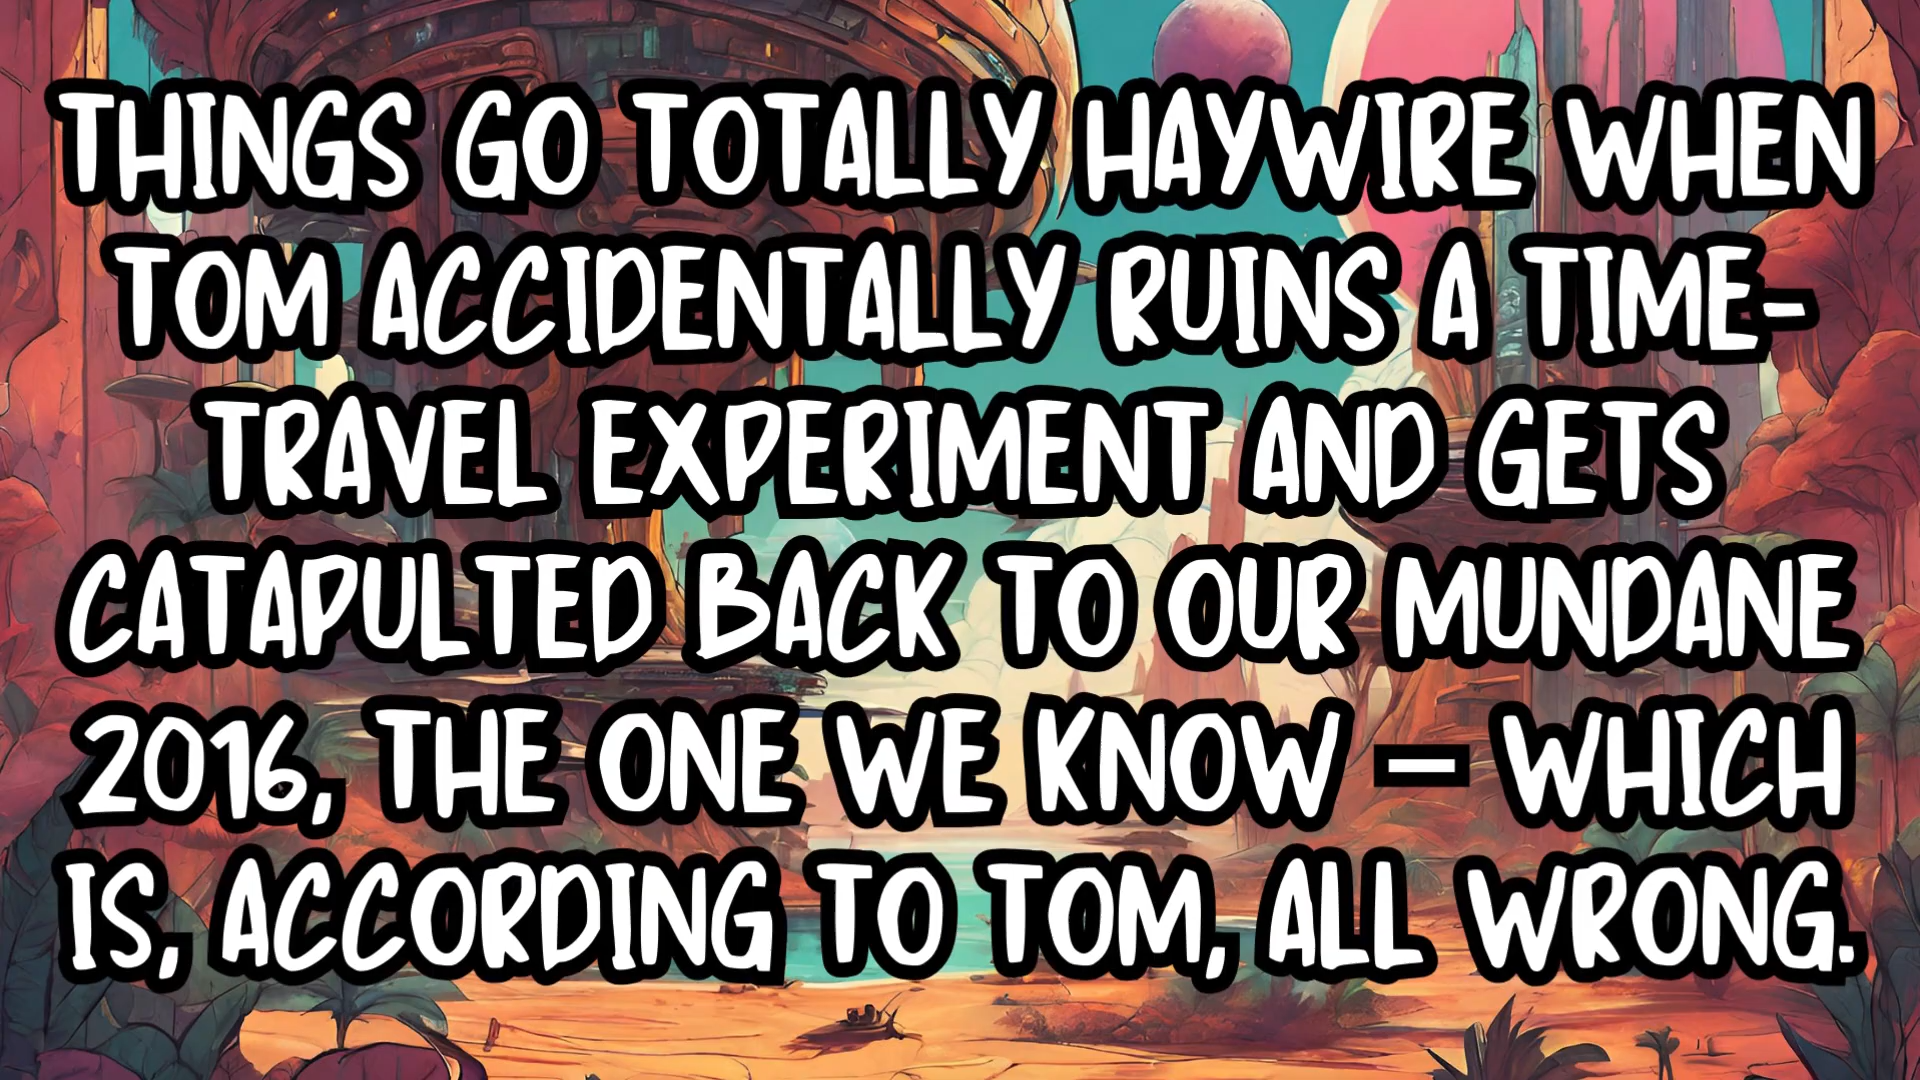 THINGS GO TOTALLY HAYWIRE WHEN
TOM ACCIDENTALLY RUINS A TIME-
TRAVEL EXPERIMENT AND GETS
CATAPULTED BACK TO OUR MUNDANE
2016, THE ONE WE KNOW – WHICH
IS, ACCORDING TO TOM, ALL WRONG.